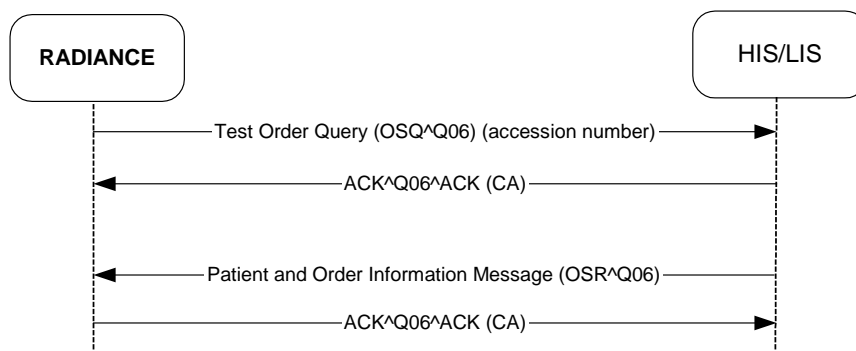 RADIANCE
HIS/LIS
Test Order Query (OSQ^Q06) (accession number)
ACK^Q06^ACK (CA)
Patient and Order Information Message (OSR^Q06)
ACK^Q06^ACK (CA)